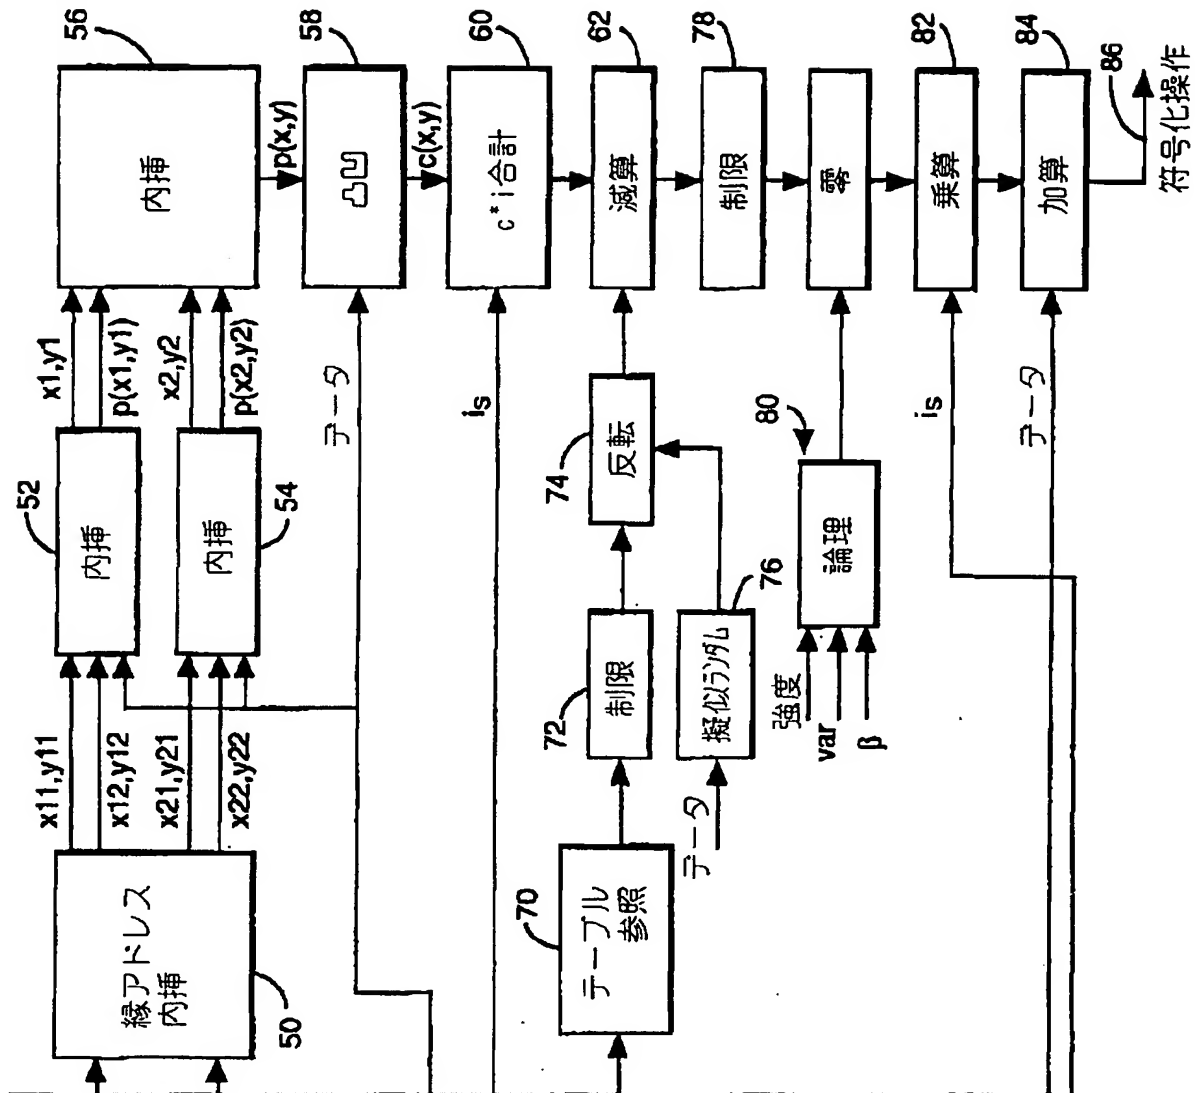 56
58
60
62
78
82
84
86
内挿
p(x,y)
凸凹
c(x,y)
c*i合計
減算
制限
零
乗算
加算
符号化操作
x1,y1
p(x1,y1)
x2,y2
p(x2,y2)
データ
is
74
反転
80
is
データ
52
内挿
内挿
54
72
制限
擬似ランダム
76
論理
強度
var
β
x11,y11
x12,y12
x21,y21
x22,y22
データ
縁アドレス
内挿
50
70
テーブル
参照